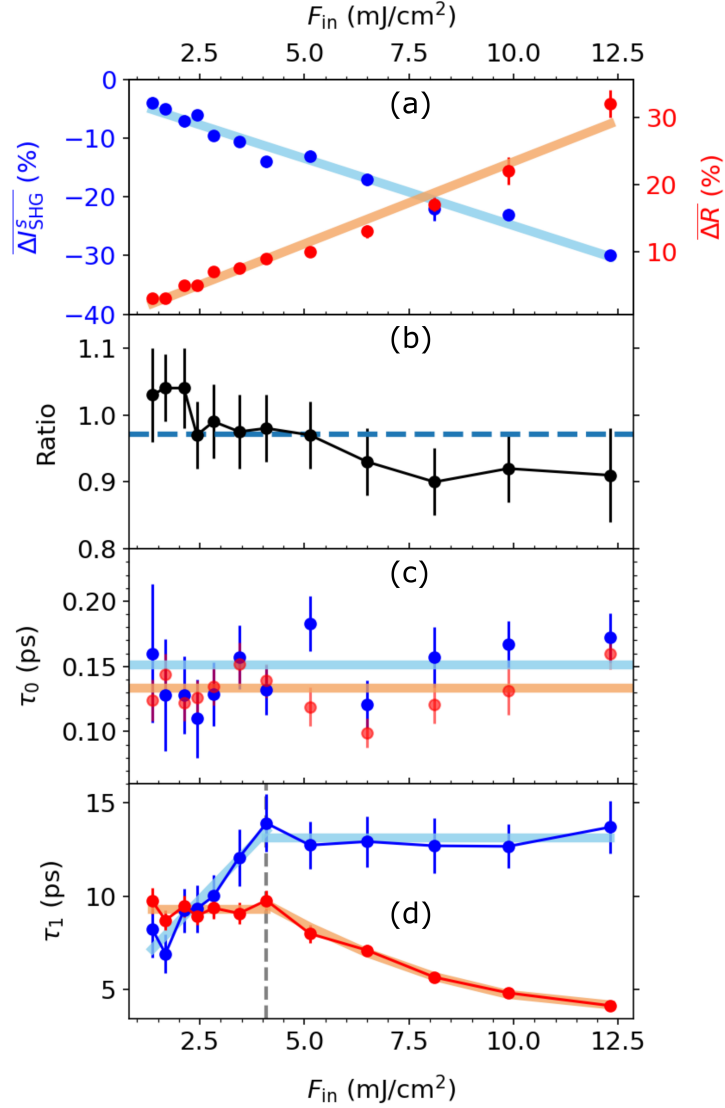 F_in (mJ/cm²)
2.5 5.0 7.5 10.0 12.5
(a)
0
−10
−20
−30
−40
ΔI^s_SHG (%)
30
20
10
ΔR (%)
(b)
1.1
1.0
0.9
0.8
Ratio
(c)
0.20
0.15
0.10
τ₀ (ps)
(d)
15
10
5
τ₁ (ps)
2.5 5.0 7.5 10.0 12.5
F_in (mJ/cm²)